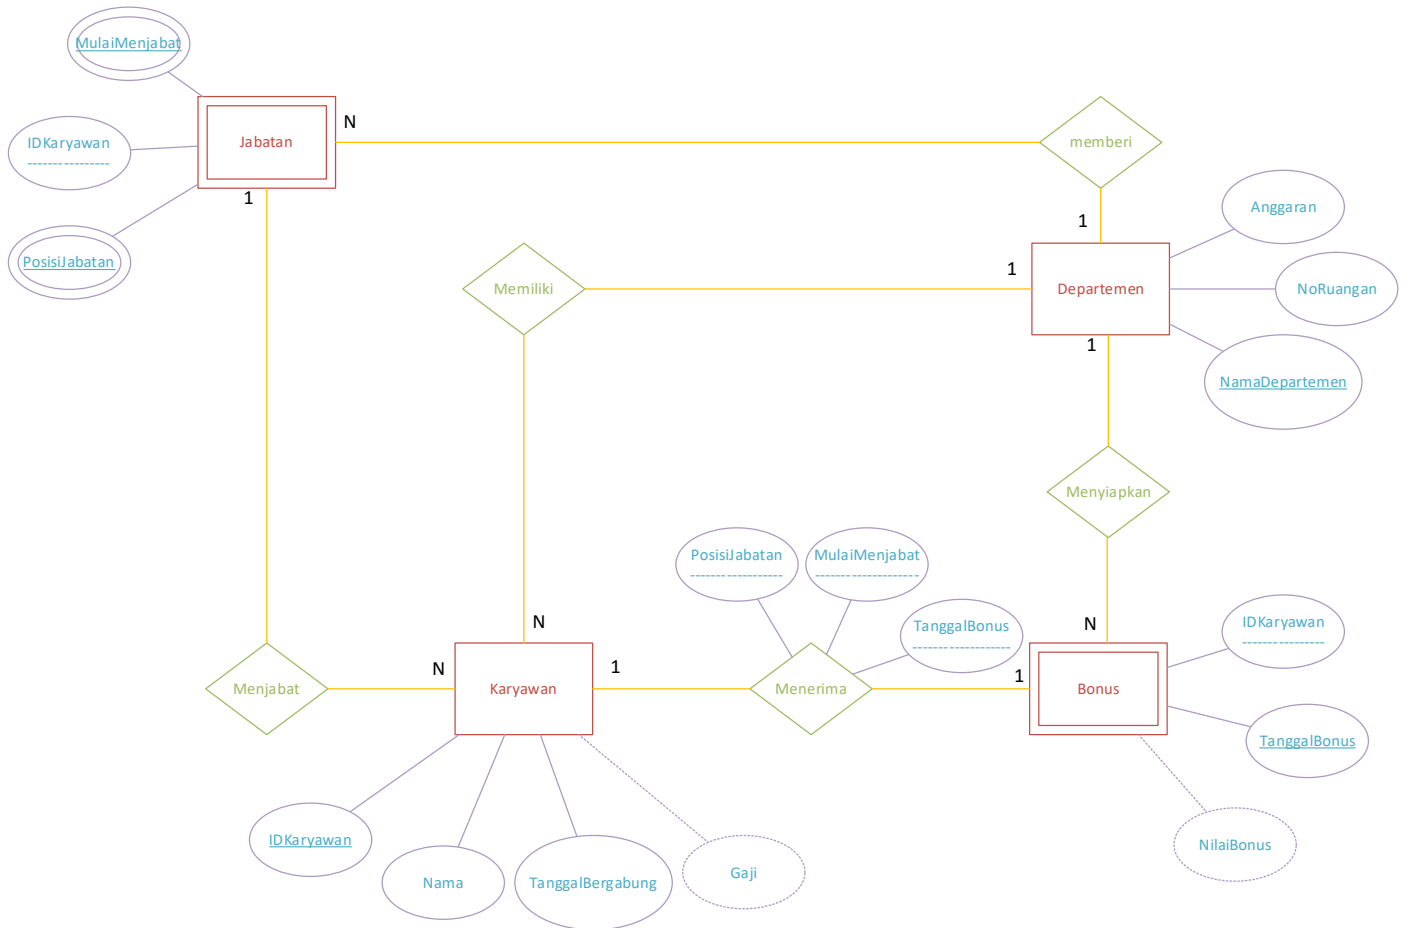 MulaiMenjabat
N
IDKaryawan
Jabatan
memberi
1
1
Anggaran
PosisiJabatan
1
Memiliki
Departemen
NoRuangan
1
NamaDepartemen
Menyiapkan
PosisiJabatan
MulaiMenjabat
N
N
TanggalBonus
IDKaryawan
N
1
1
Menjabat
Karyawan
Menerima
Bonus
TanggalBonus
IDKaryawan
NilaiBonus
Nama
TanggalBergabung
Gaji